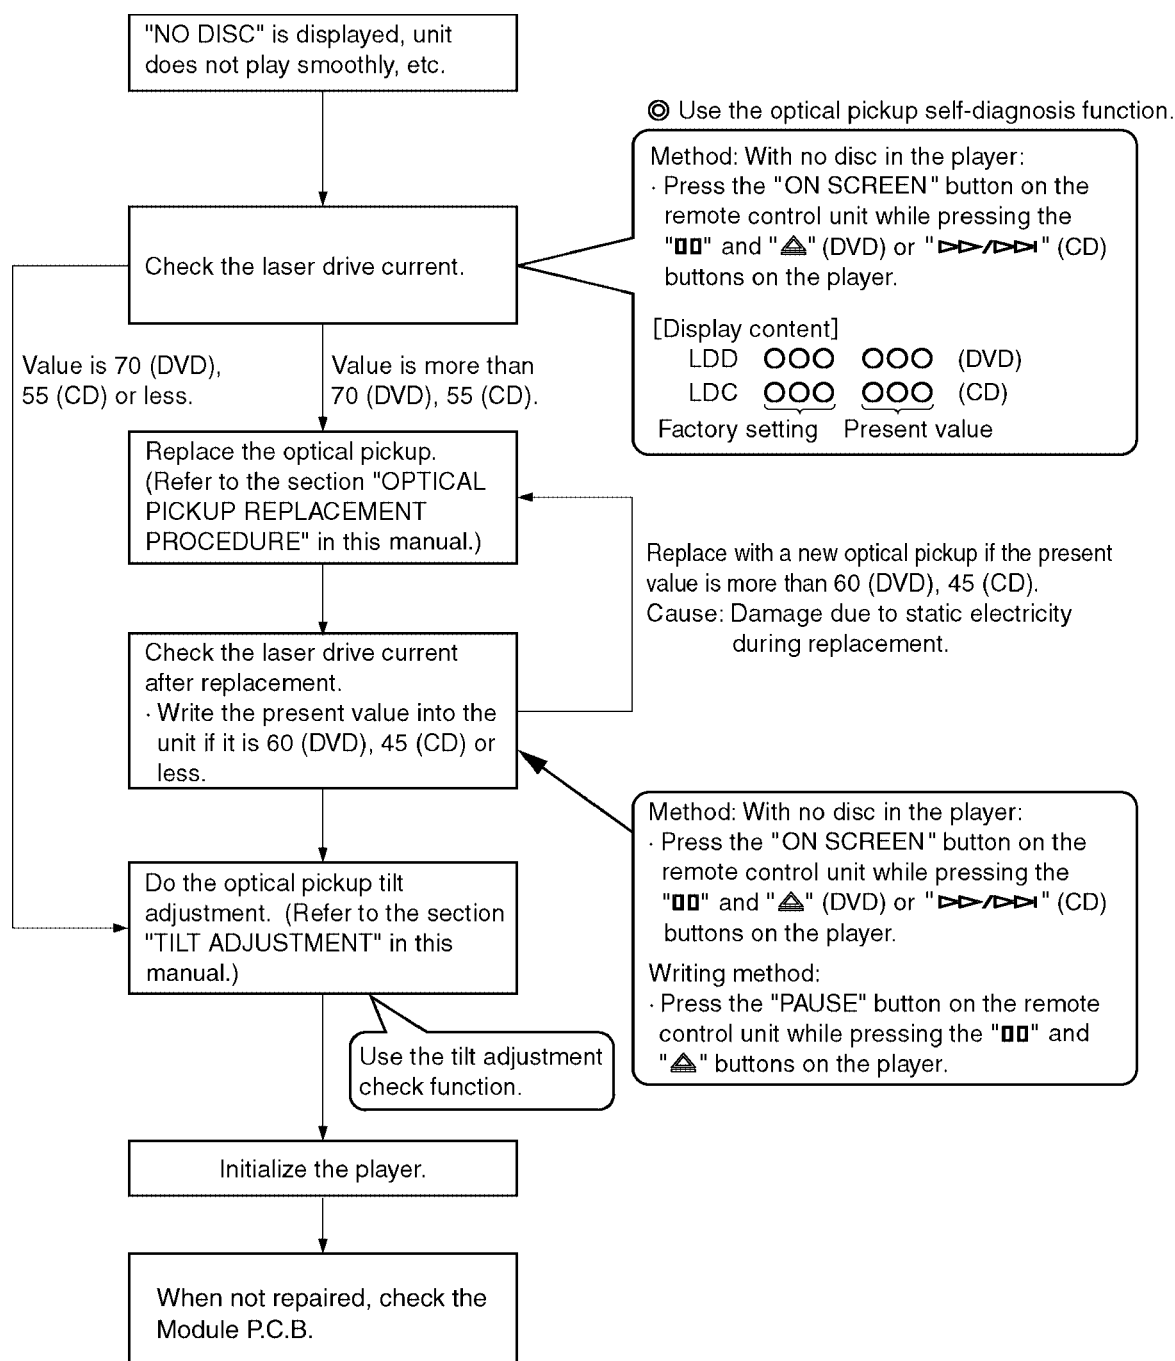 "NO DISC" is displayed, unit
does not play smoothly, etc.
◎ Use the optical pickup self-diagnosis function.
Method: With no disc in the player:
· Press the "ON SCREEN" button on the
remote control unit while pressing the
"▯▯" and "⏏" (DVD) or "▷▷/▷▷|" (CD)
buttons on the player.
[Display content]
LDD ○○○ ○○○ (DVD)
LDC ○○○ ○○○ (CD)
Factory setting Present value
Check the laser drive current.
Value is 70 (DVD),
55 (CD) or less.
Value is more than
70 (DVD), 55 (CD).
Replace the optical pickup.
(Refer to the section "OPTICAL
PICKUP REPLACEMENT
PROCEDURE" in this manual.)
Replace with a new optical pickup if the present
value is more than 60 (DVD), 45 (CD).
Cause: Damage due to static electricity
during replacement.
Check the laser drive current
after replacement.
· Write the present value into the
unit if it is 60 (DVD), 45 (CD) or
less.
Method: With no disc in the player:
· Press the "ON SCREEN" button on the
remote control unit while pressing the
"▯▯" and "⏏" (DVD) or "▷▷/▷▷|" (CD)
buttons on the player.
Writing method:
· Press the "PAUSE" button on the remote
control unit while pressing the "▯▯" and
"⏏" buttons on the player.
Do the optical pickup tilt
adjustment. (Refer to the section
"TILT ADJUSTMENT" in this
manual.)
Use the tilt adjustment
check function.
Initialize the player.
When not repaired, check the
Module P.C.B.